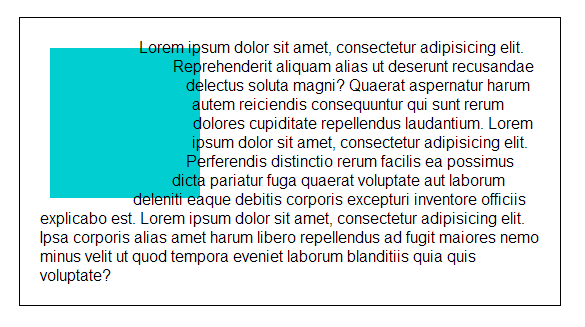 Lorem ipsum dolor sit amet, consectetur adipisicing elit.
Reprehenderit aliquam alias ut deserunt recusandae
delectus soluta magni? Quaerat aspernatur harum
autem reiciendis consequuntur qui sunt rerum
dolores cupiditate repellendus laudantium. Lorem
ipsum dolor sit amet, consectetur adipisicing elit.
Perferendis distinctio rerum facilis ea possimus
dicta pariatur fuga quaerat voluptate aut laborum
deleniti eaque debitis corporis excepturi inventore officiis
explicabo est. Lorem ipsum dolor sit amet, consectetur adipisicing elit.
Ipsa corporis alias amet harum libero repellendus ad fugit maiores nemo
minus velit ut quod tempora eveniet laborum blanditiis quia quis
voluptate?